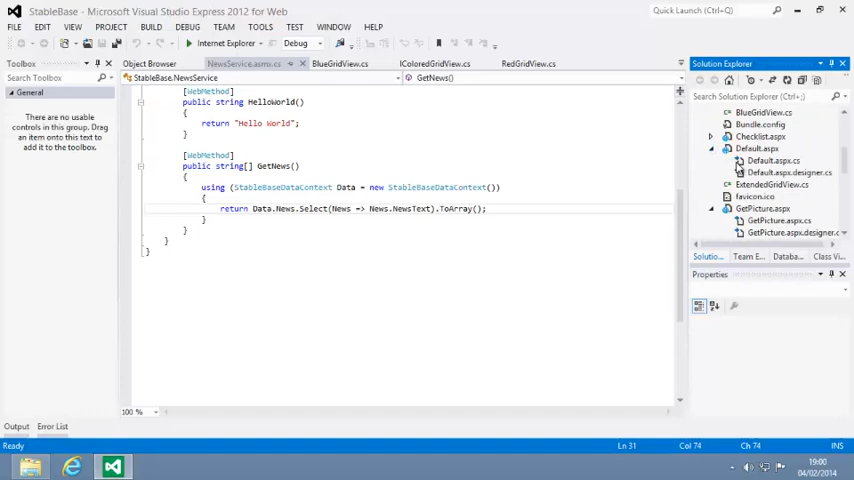 StableBase - Microsoft Visual Studio Express 2012 for Web
Quick Launch (Ctrl+Q)
FILE EDIT VIEW PROJECT BUILD DEBUG TEAM TOOLS TEST WINDOW HELP
Internet Explorer Debug
Toolbox
Search Toolbox
General
There are no usable
controls in this group. Drag
an item onto this text to
add it to the toolbox.
Object Browser NewsService.asmx.cs BlueGridView.cs IColoredGridView.cs RedGridView.cs
StableBase.NewsService GetNews()
[WebMethod]
public string HelloWorld()
{
return "Hello World";
}
[WebMethod]
public string[] GetNews()
{
using (StableBaseDataContext Data = new StableBaseDataContext())
{
return Data.News.Select(News => News.NewsText).ToArray();
}
}
}
}
100 %
Solution Explorer
Search Solution Explorer (Ctrl+;)
BlueGridView.cs
Bundle.config
Checklist.aspx
Default.aspx
Default.aspx.cs
Default.aspx.designer.cs
ExtendedGridView.cs
favicon.ico
GetPicture.aspx
GetPicture.aspx.cs
GetPicture.aspx.designer.c
Solutio... Team E... Databa... Class Vi...
Properties
Output Error List
Ready Ln 31 Col 74 Ch 74 INS
19:00
04/02/2014